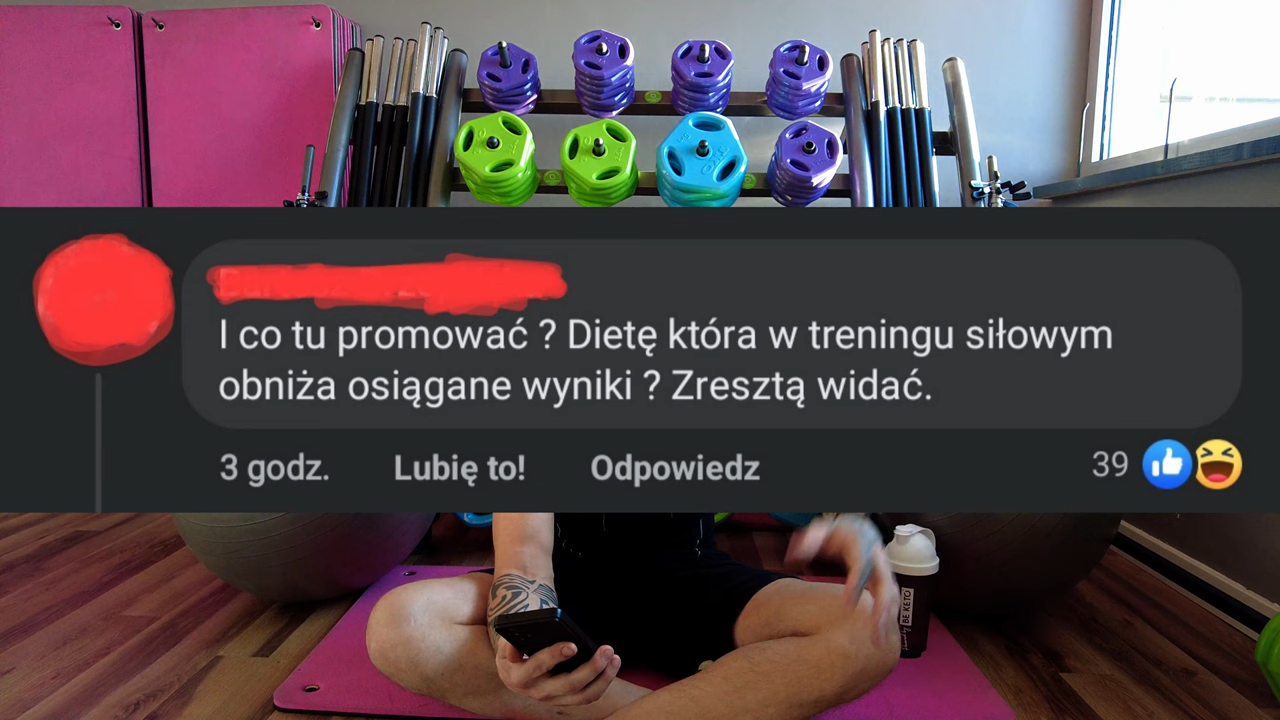 I co tu promować ? Dietę która w treningu siłowym
obniża osiągane wyniki ? Zresztą widać.
3 godz. Lubię to! Odpowiedz 39
BE KETO